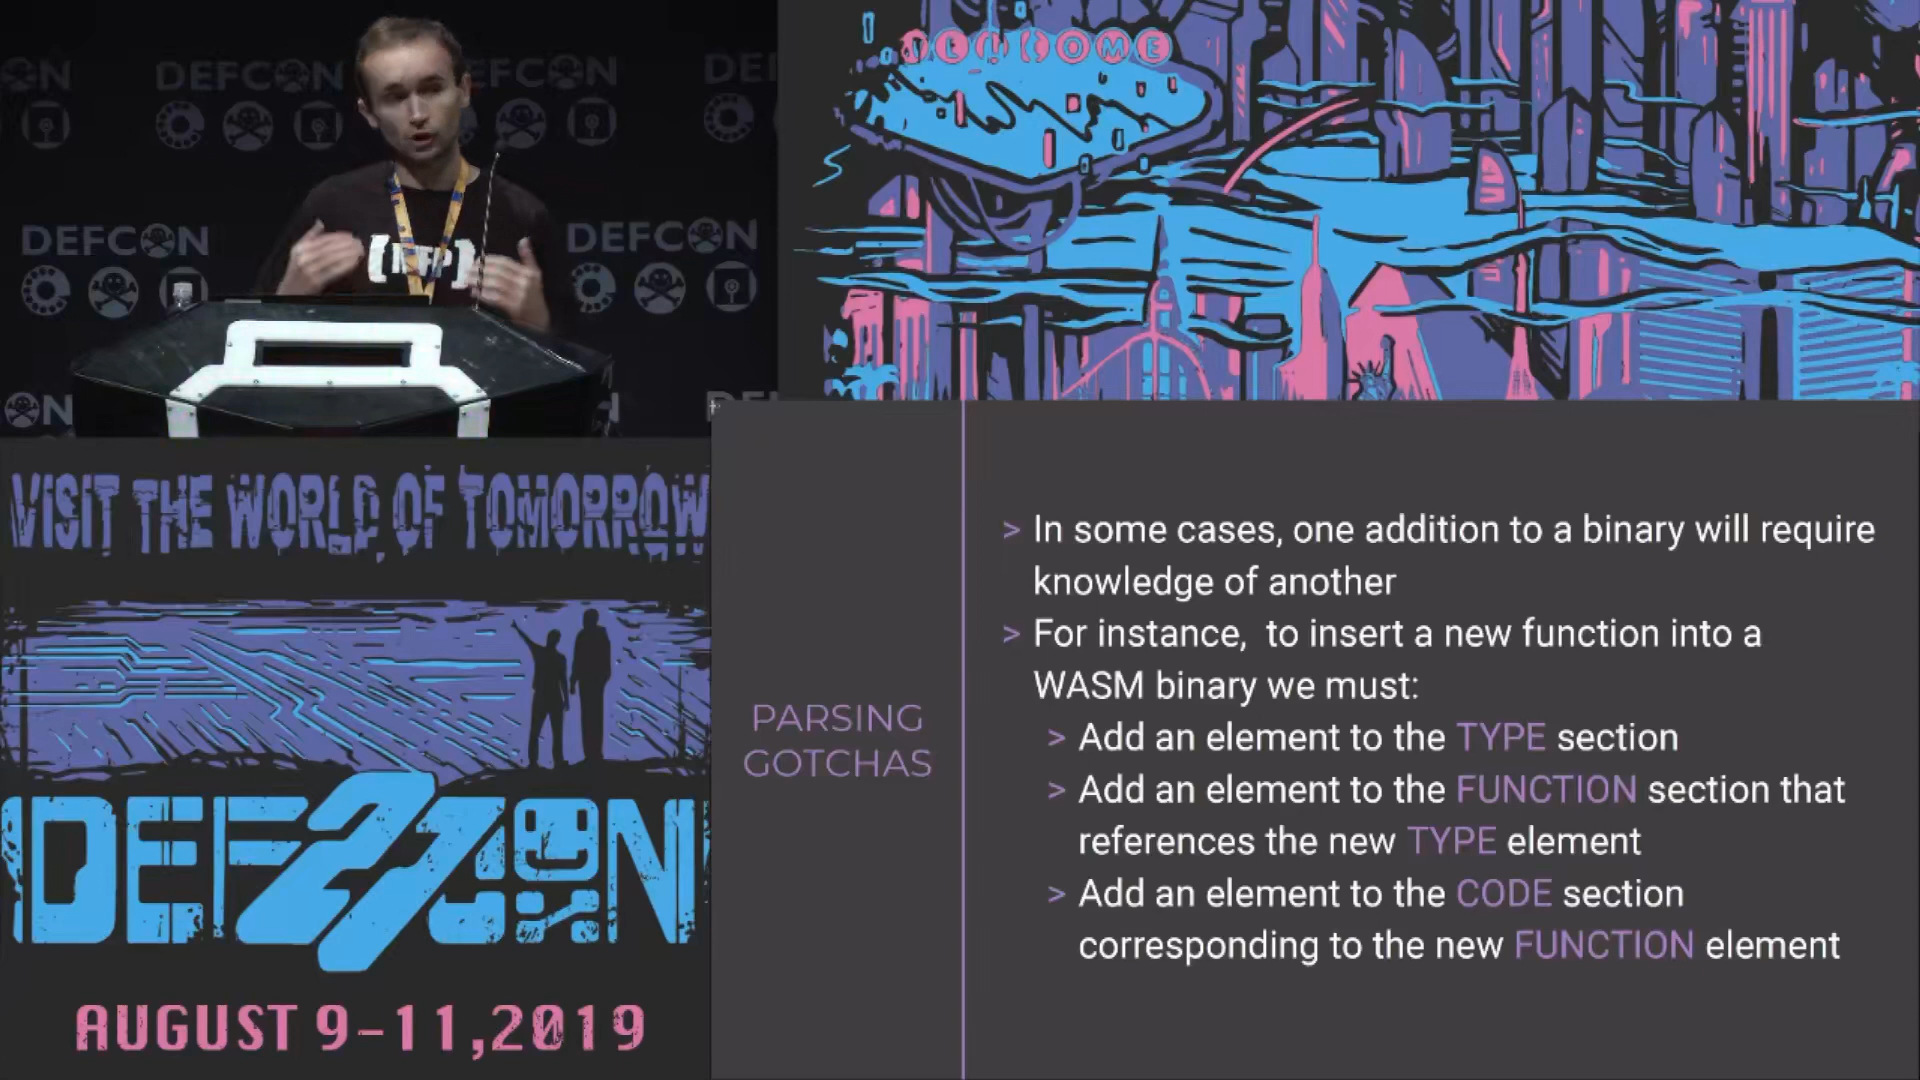 DEFCON
DEFCON
DEFCON
DEFCON
WELCOME
VISIT THE WORLD OF TOMORROW
DEFCON
27
AUGUST 9-11,2019
PARSING
GOTCHAS
> In some cases, one addition to a binary will require
knowledge of another
> For instance,  to insert a new function into a
WASM binary we must:
> Add an element to the TYPE section
> Add an element to the FUNCTION section that
references the new TYPE element
> Add an element to the CODE section
corresponding to the new FUNCTION element